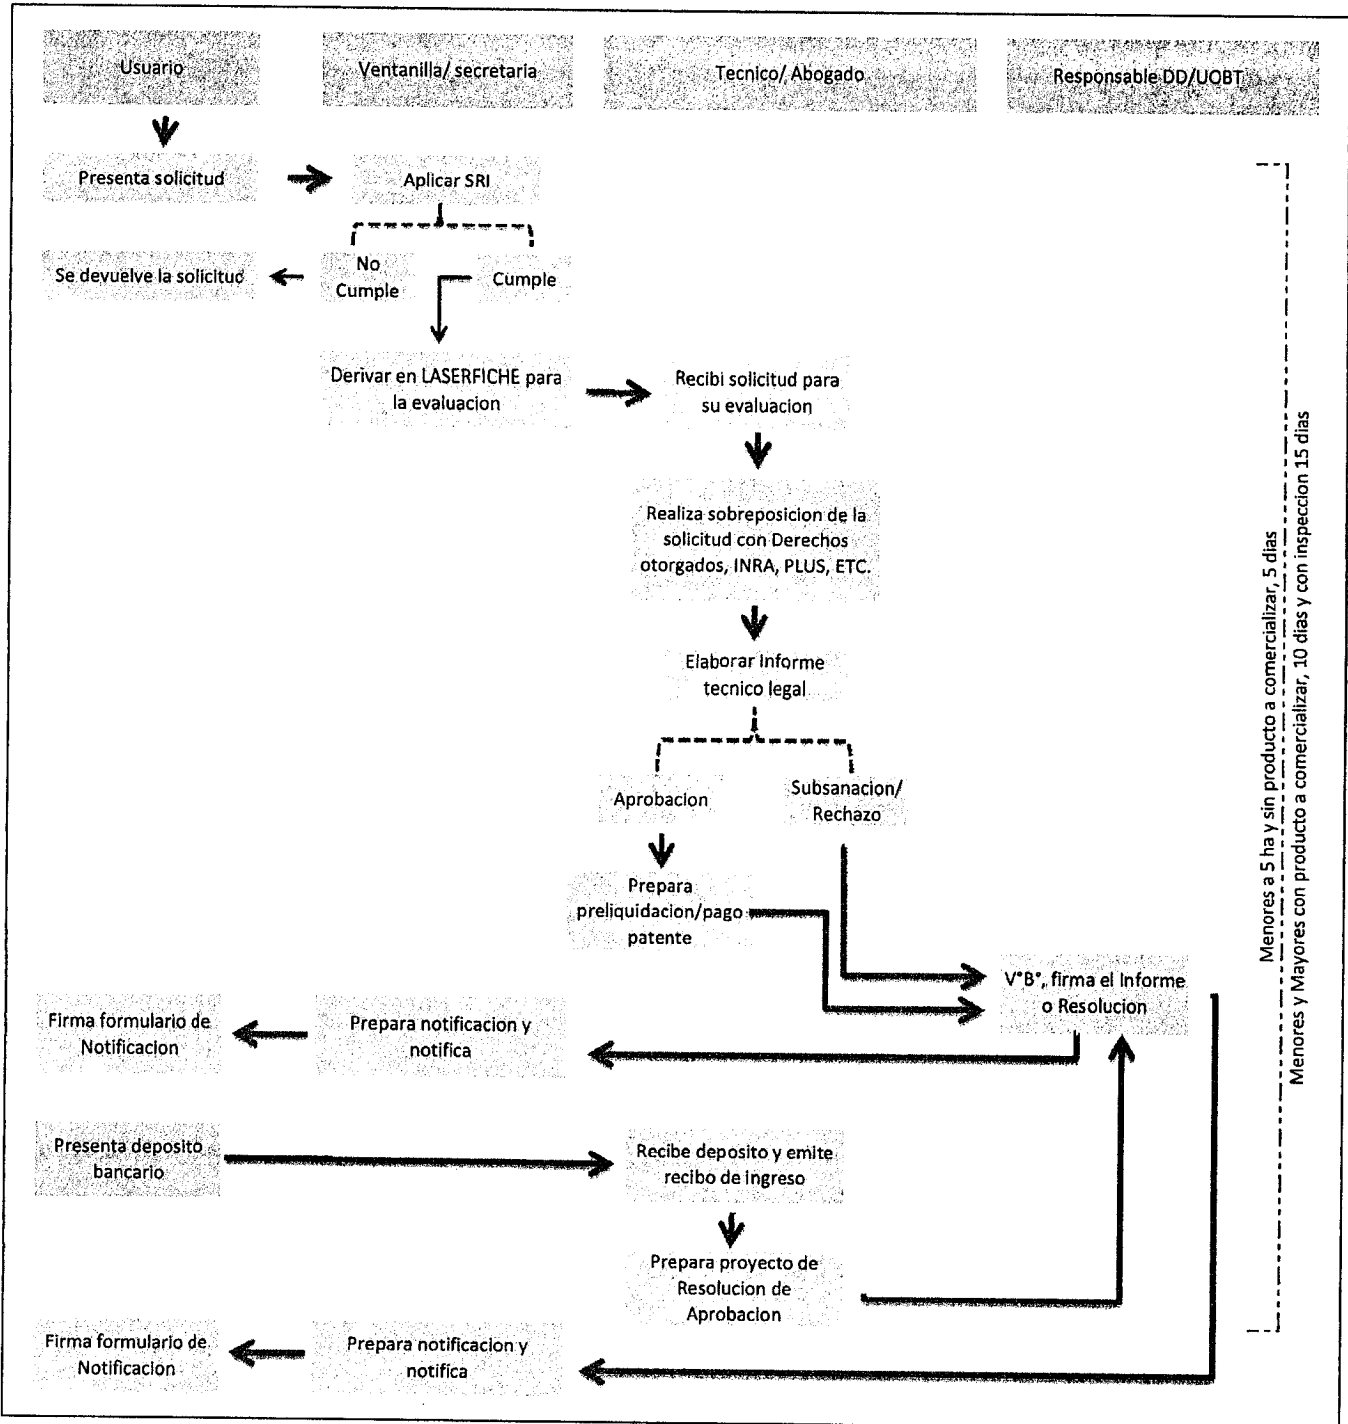 Usuario
Ventanilla/ secretaria
Tecnico/ Abogado
Responsable DD/UOBT
Presenta solicitud
Aplicar SRI
Se devuelve la solicitud
No
Cumple
Cumple
Derivar en LASERFICHE para
la evaluacion
Recibi solicitud para
su evaluacion
Realiza sobreposicion de la
solicitud con Derechos
otorgados, INRA, PLUS, ETC.
Elaborar Informe
tecnico legal
Aprobacion
Subsanacion/
Rechazo
Prepara
preliquidacion/pago
patente
V°B°, firma el Informe
o Resolucion
Firma formulario de
Notificacion
Prepara notificacion y
notifica
Presenta deposito
bancario
Recibe deposito y emite
recibo de ingreso
Prepara proyecto de
Resolucion de
Aprobacion
Firma formulario de
Notificacion
Prepara notificacion y
notifica
Menores a 5 ha y sin producto a comercializar, 5 dias
Menores y Mayores con producto a comercializar, 10 dias y con inspeccion 15 dias